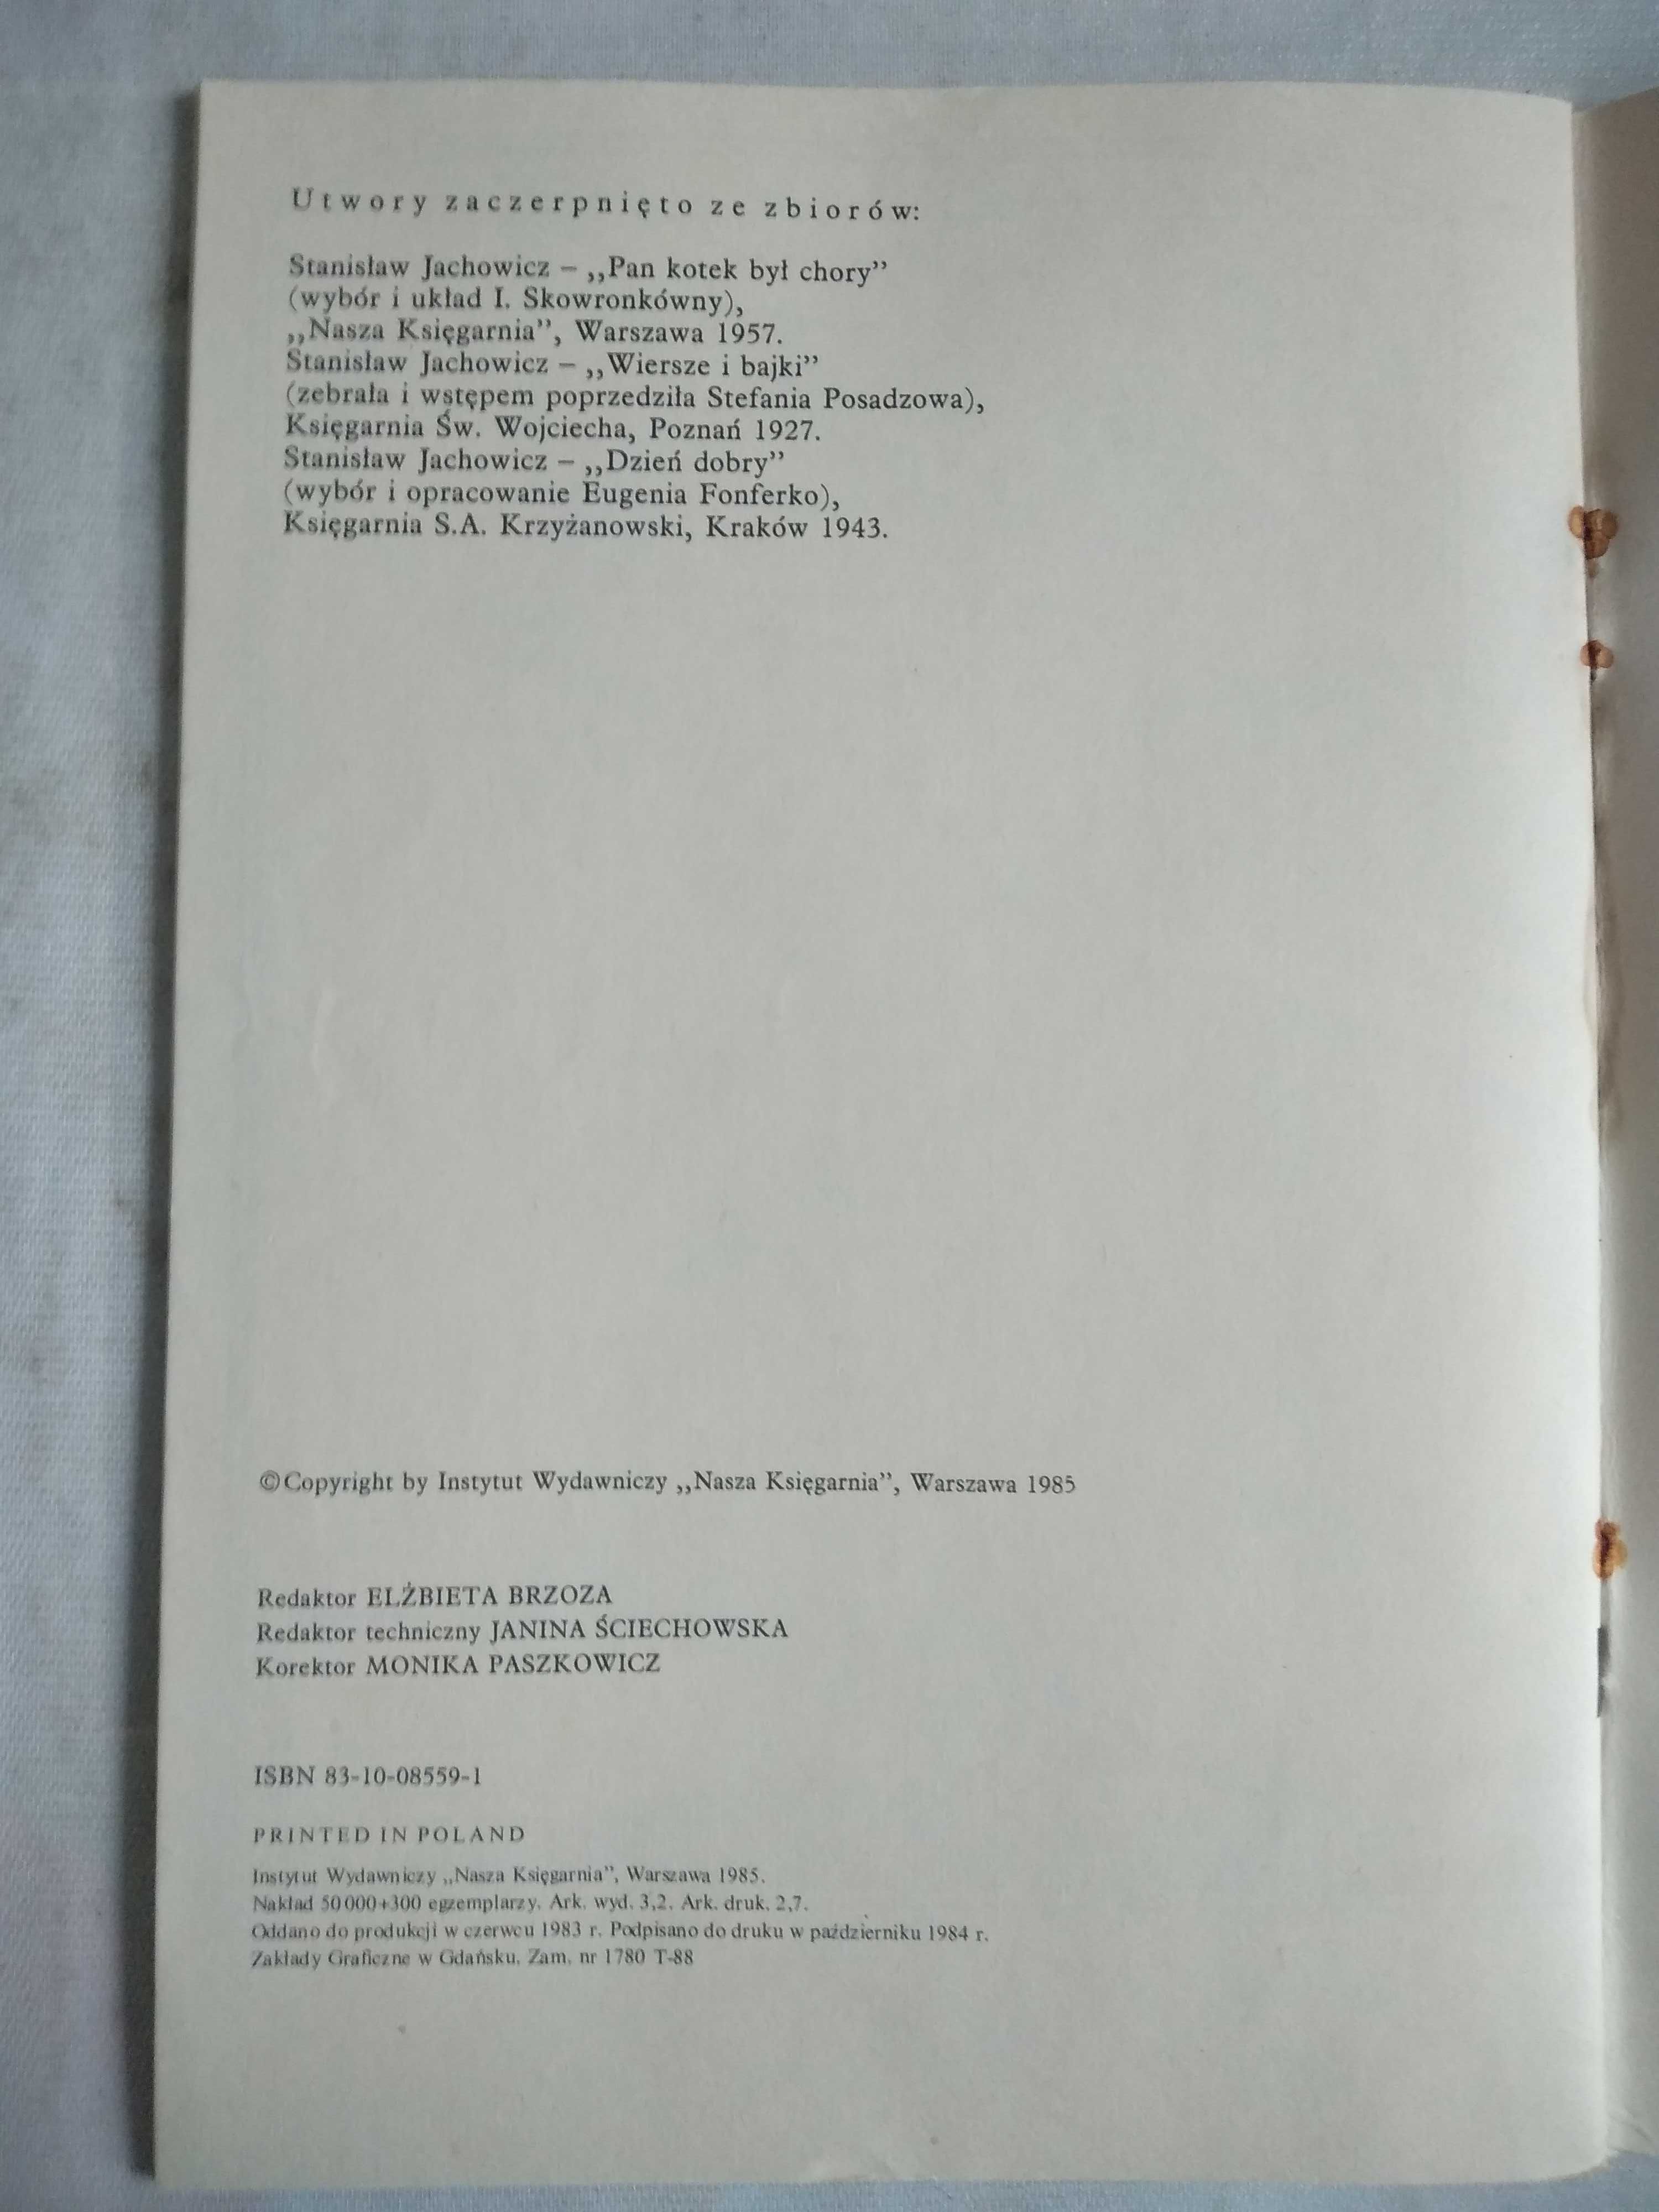 Utwory zaczerpnięto ze zbiorów:
Stanisław Jachowicz – ,,Pan kotek był chory”
(wybór i układ I. Skowronkówny),
,,Nasza Księgarnia”, Warszawa 1957.
Stanisław Jachowicz – ,,Wiersze i bajki”
(zebrała i wstępem poprzedziła Stefania Posadzowa),
Księgarnia Św. Wojciecha, Poznań 1927.
Stanisław Jachowicz – ,,Dzień dobry”
(wybór i opracowanie Eugenia Fonferko),
Księgarnia S.A. Krzyżanowski, Kraków 1943.
©Copyright by Instytut Wydawniczy ,,Nasza Księgarnia”, Warszawa 1985
Redaktor ELŻBIETA BRZOZA
Redaktor techniczny JANINA ŚCIECHOWSKA
Korektor MONIKA PASZKOWICZ
ISBN 83-10-08559-1
PRINTED IN POLAND
Instytut Wydawniczy ,,Nasza Księgarnia”, Warszawa 1985.
Nakład 50 000+300 egzemplarzy. Ark. wyd. 3,2. Ark. druk. 2,7.
Oddano do produkcji w czerwcu 1983 r. Podpisano do druku w październiku 1984 r.
Zakłady Graficzne w Gdańsku. Zam. nr 1780 T-88